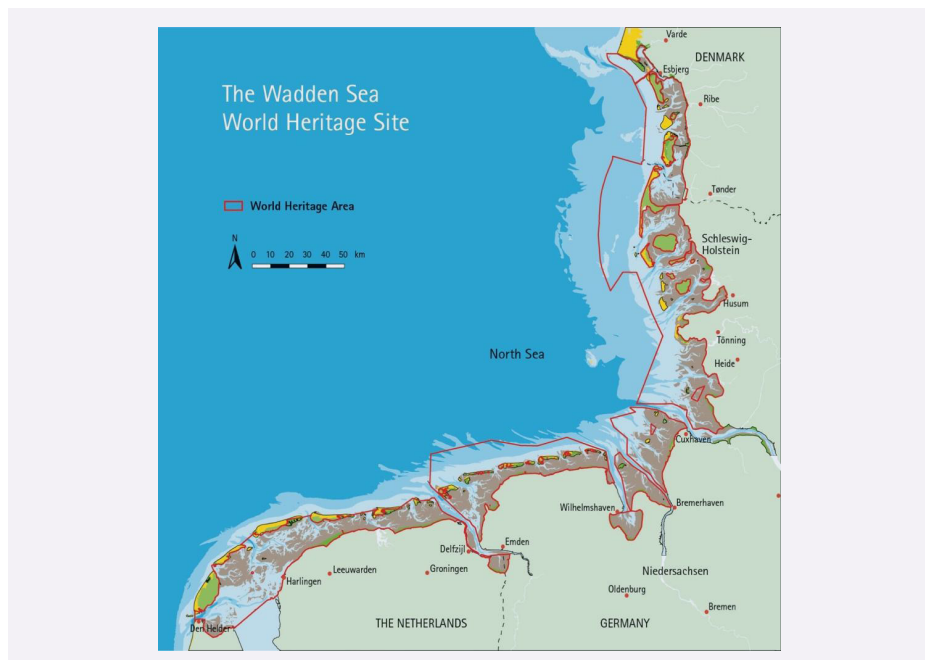 Varde
DENMARK
Esbjerg
The Wadden Sea
World Heritage Site
Ribe
World Heritage Area
Tønder
N
0 10 20 30 40 50 km
Schleswig-
Holstein
Husum
Tönning
North Sea
Heide
Cuxhaven
Wilhelmshaven
Bremerhaven
Delfzijl
Emden
Leeuwarden
Groningen
Niedersachsen
Harlingen
Oldenburg
Bremen
Den Helder
THE NETHERLANDS
GERMANY